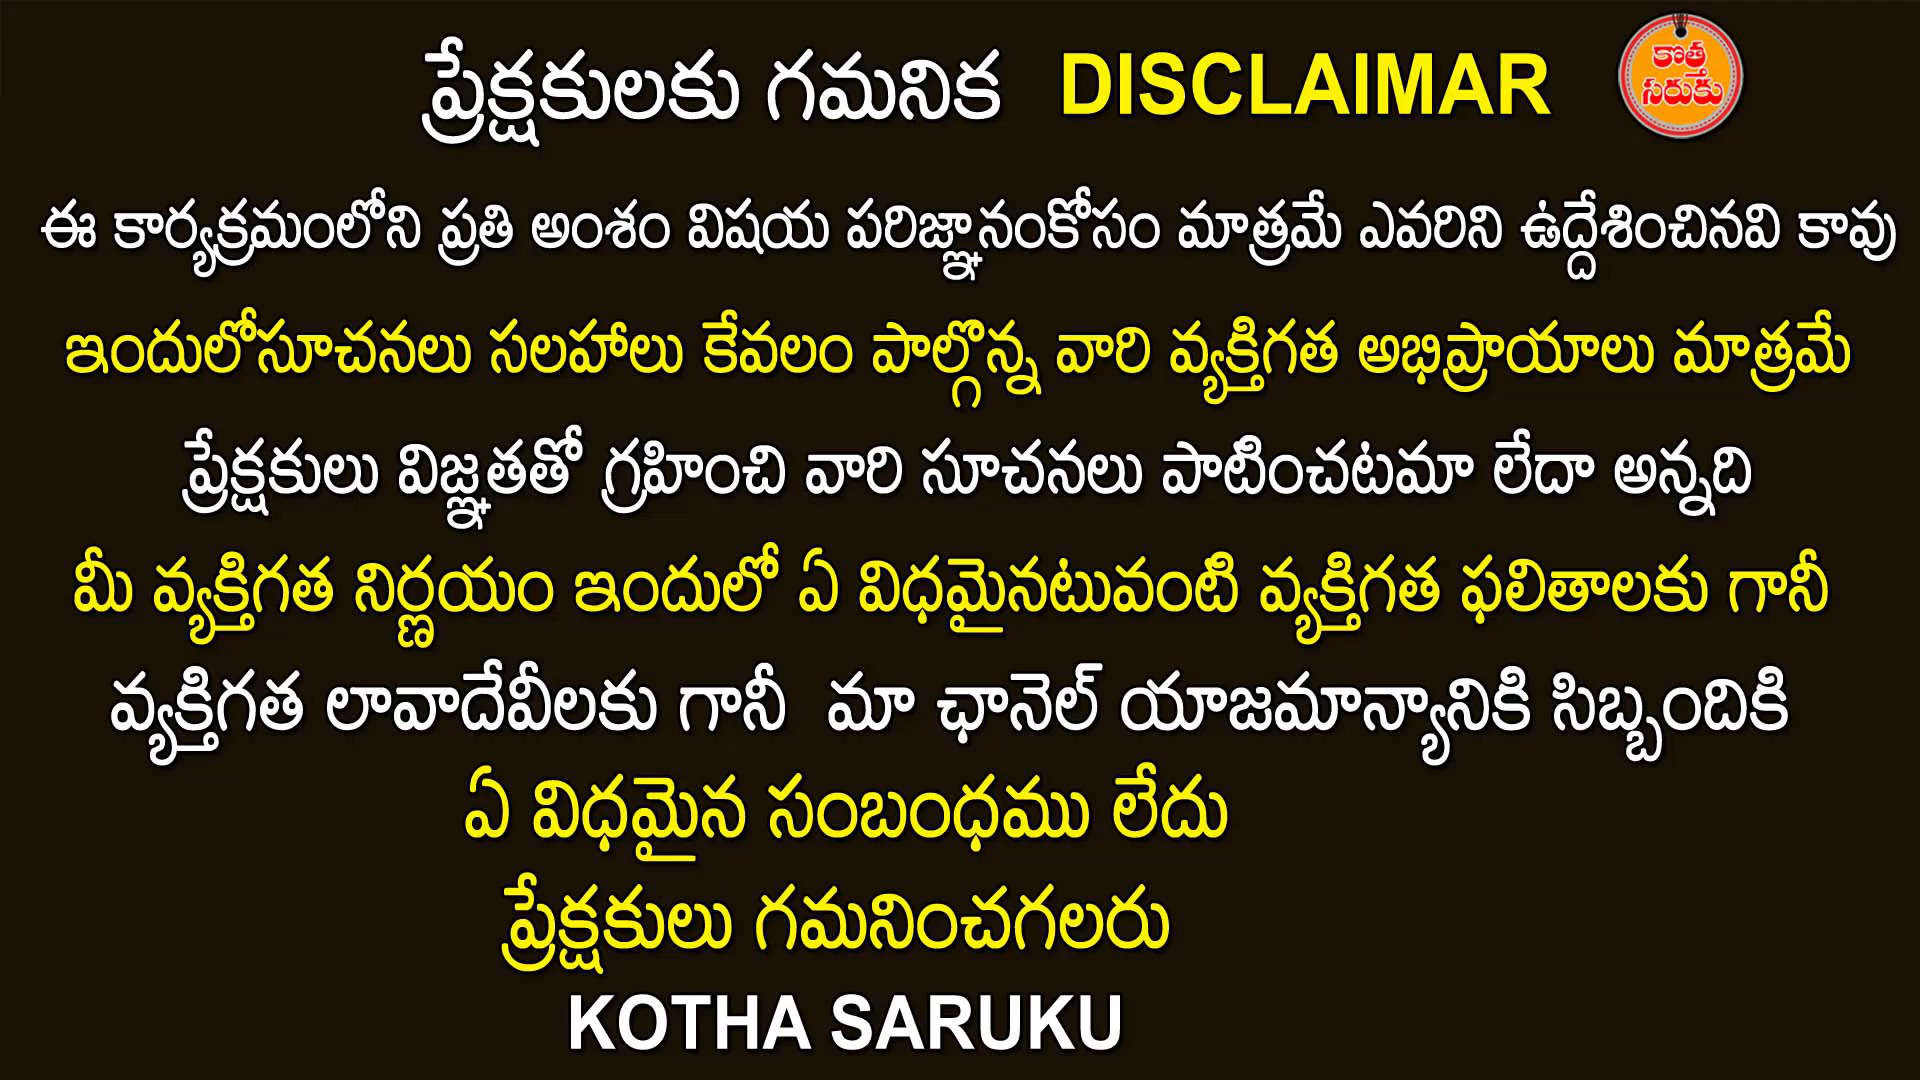 ప్రేక్షకులకు గమనిక DISCLAIMAR
కొత్త
సరుకు
ఈ కార్యక్రమంలోని ప్రతి అంశం విషయ పరిజ్ఞానంకోసం మాత్రమే ఎవరిని ఉద్దేశించినవి కావు
ఇందులోసూచనలు సలహాలు కేవలం పాల్గొన్న వారి వ్యక్తిగత అభిప్రాయాలు మాత్రమే
ప్రేక్షకులు విజ్ఞతతో గ్రహించి వారి సూచనలు పాటించటమా లేదా అన్నది
మీ వ్యక్తిగత నిర్ణయం ఇందులో ఏ విధమైనటువంటి వ్యక్తిగత ఫలితాలకు గానీ
వ్యక్తిగత లావాదేవీలకు గానీ మా ఛానెల్ యాజమాన్యానికి సిబ్బందికి
ఏ విధమైన సంబంధము లేదు
ప్రేక్షకులు గమనించగలరు
KOTHA SARUKU